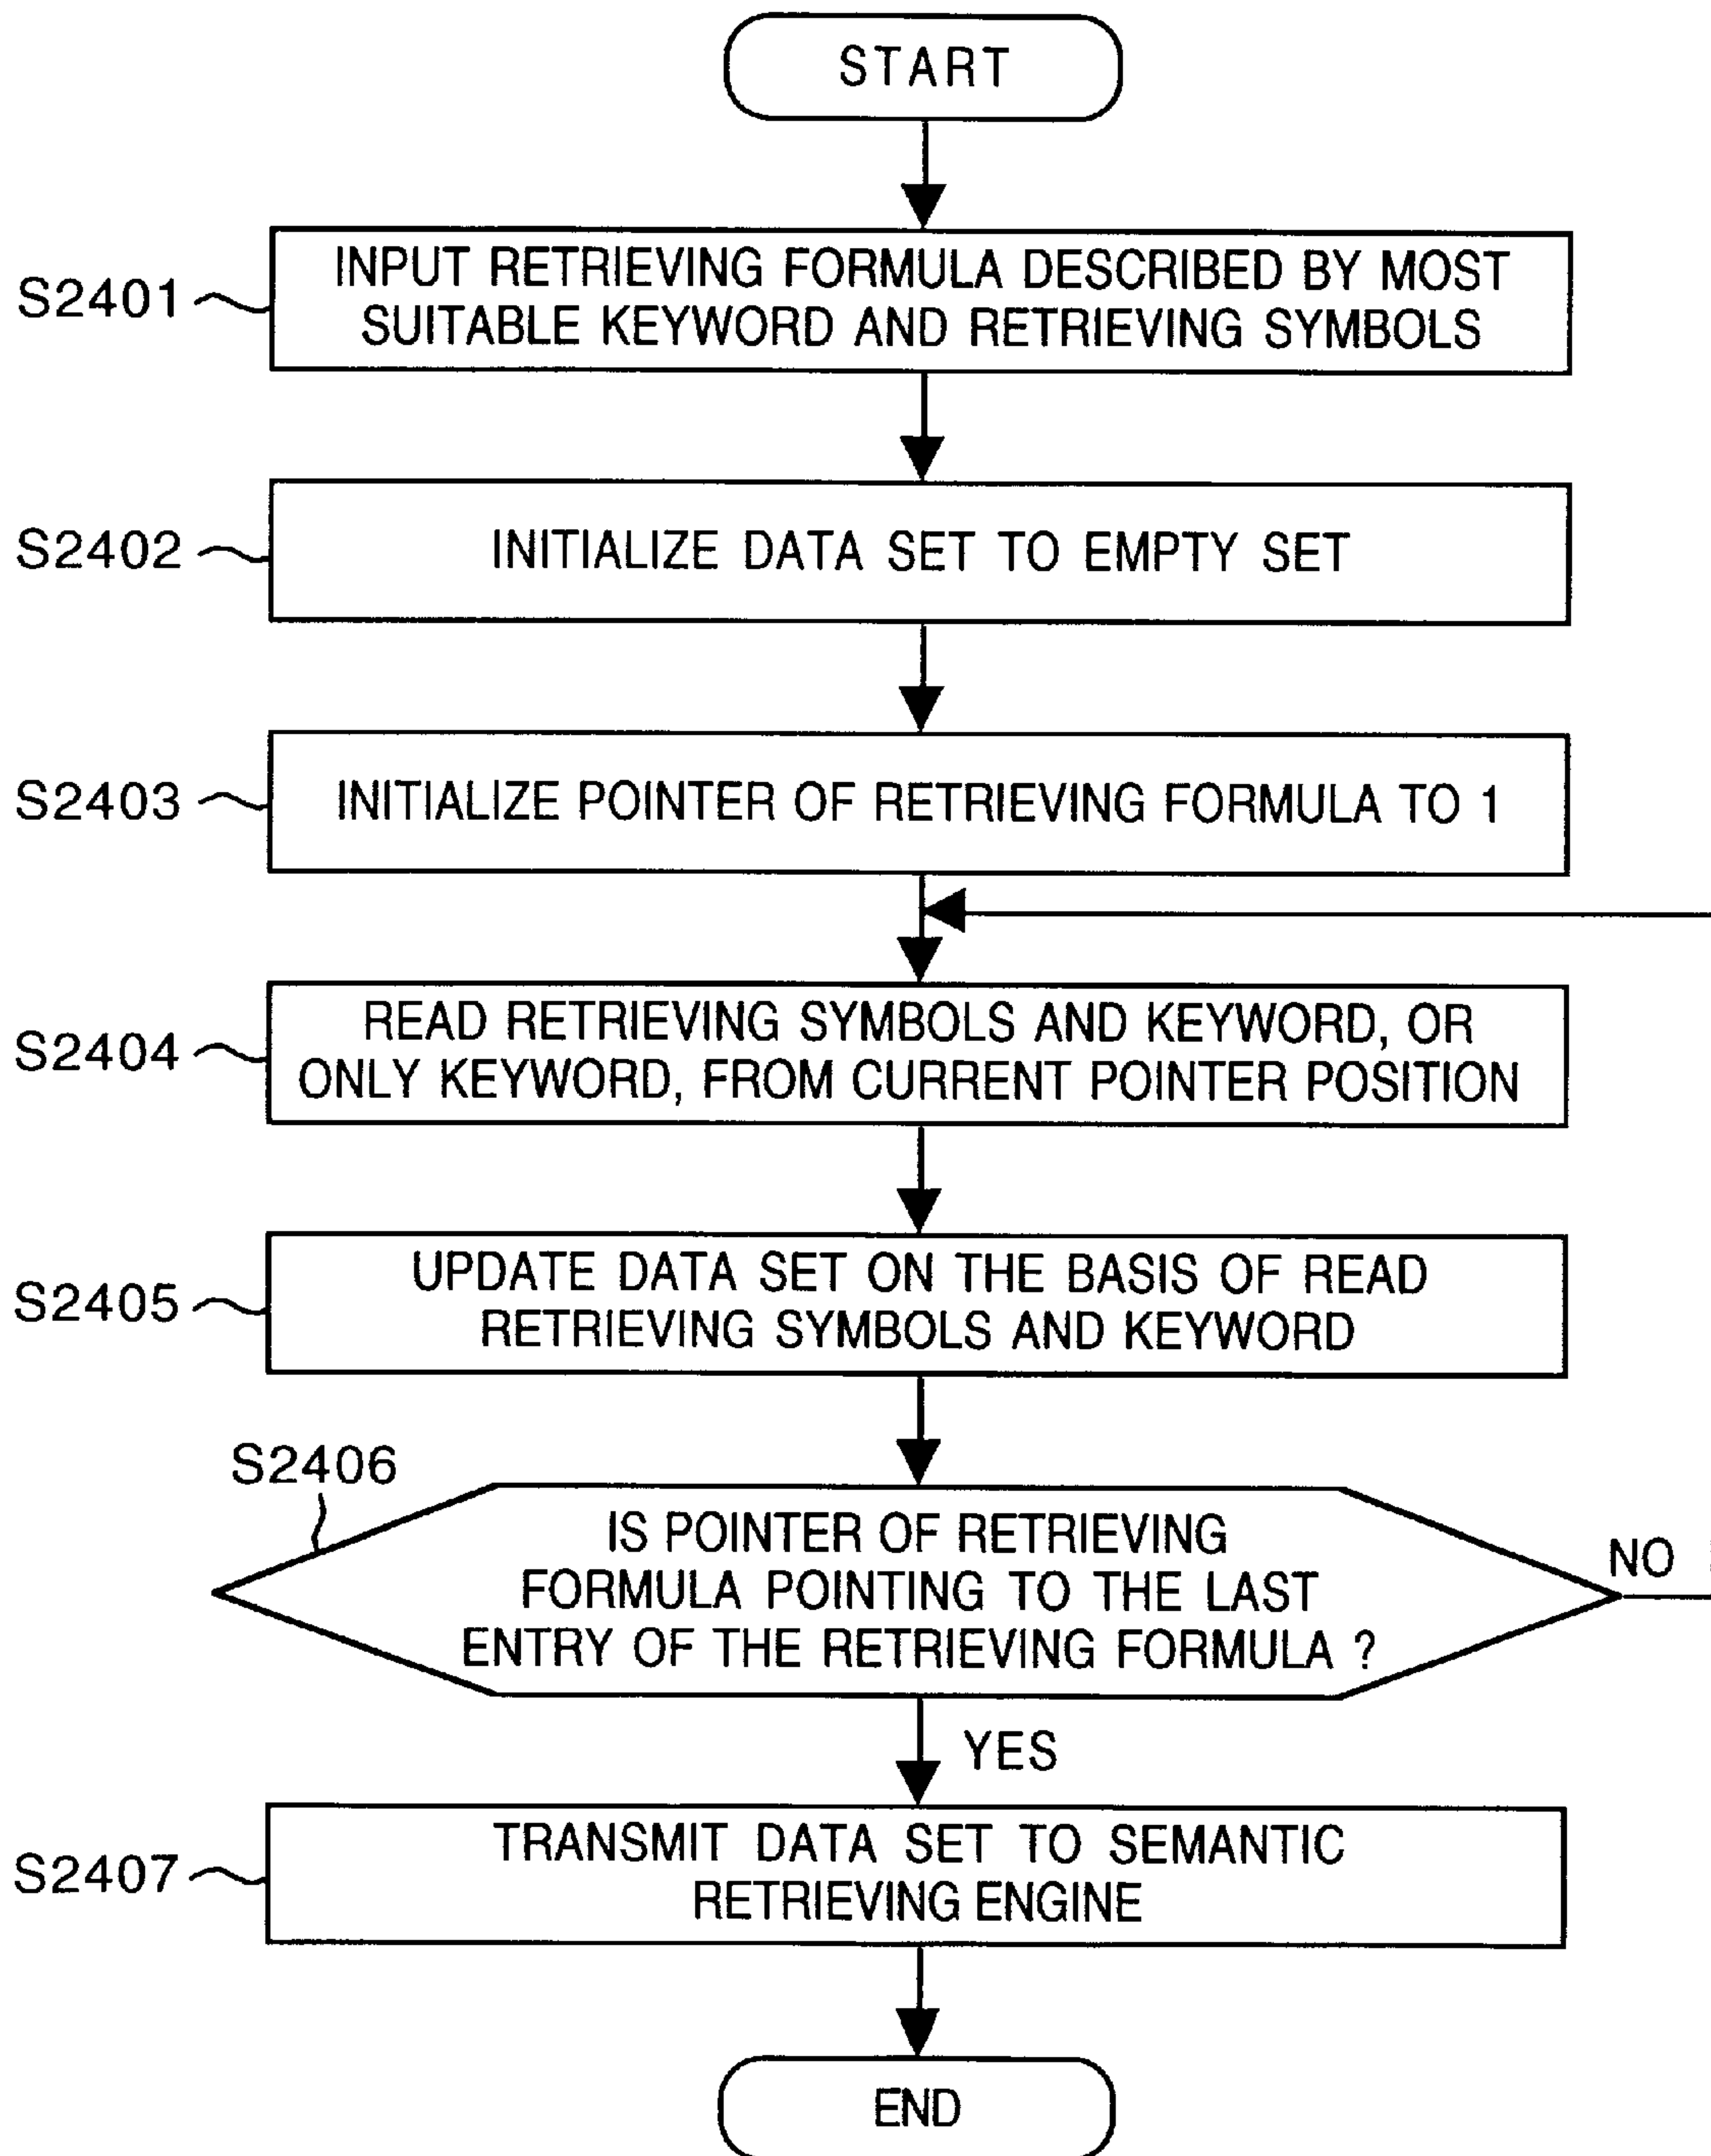 START
S2401
INPUT RETRIEVING FORMULA DESCRIBED BY MOST
SUITABLE KEYWORD AND RETRIEVING SYMBOLS
S2402
INITIALIZE DATA SET TO EMPTY SET
S2403
INITIALIZE POINTER OF RETRIEVING FORMULA TO 1
S2404
READ RETRIEVING SYMBOLS AND KEYWORD, OR
ONLY KEYWORD, FROM CURRENT POINTER POSITION
S2405
UPDATE DATA SET ON THE BASIS OF READ
RETRIEVING SYMBOLS AND KEYWORD
S2406
IS POINTER OF RETRIEVING
FORMULA POINTING TO THE LAST
ENTRY OF THE RETRIEVING FORMULA ?
NO
YES
S2407
TRANSMIT DATA SET TO SEMANTIC
RETRIEVING ENGINE
END